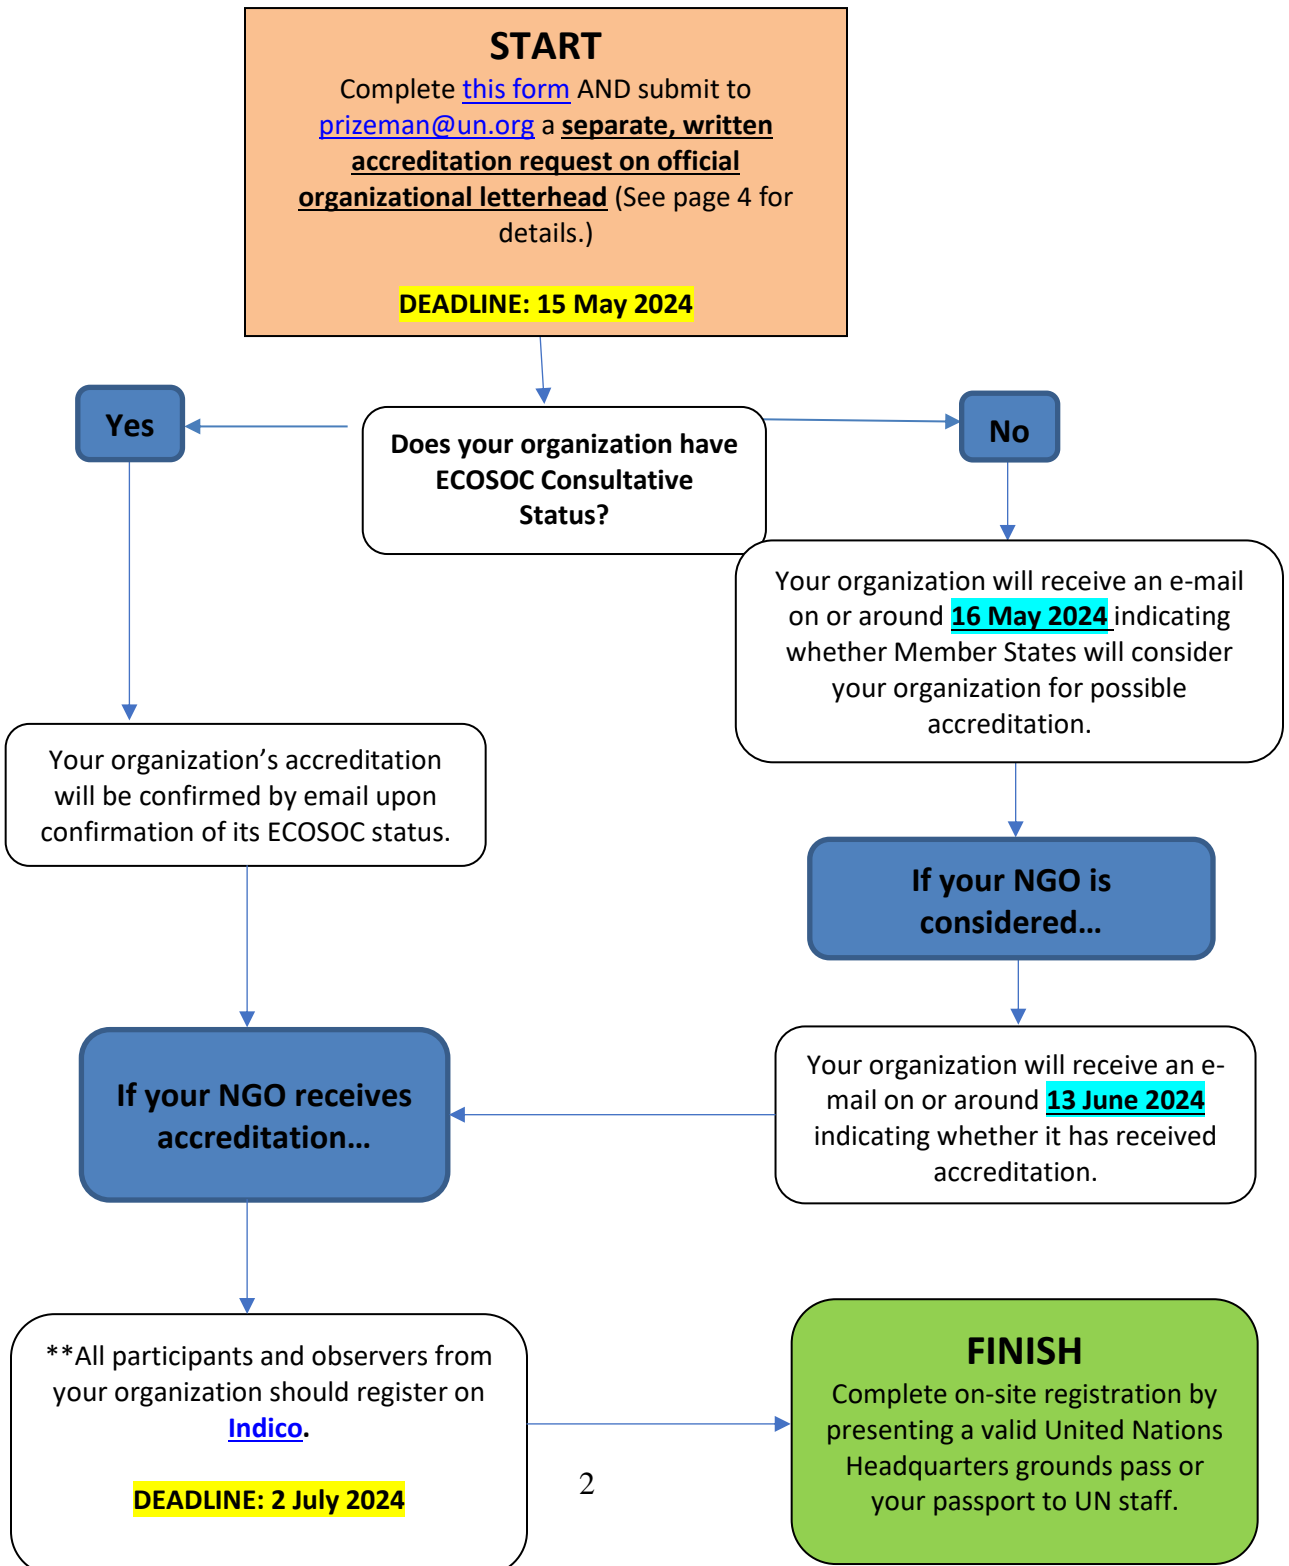 START
Complete this form AND submit to
prizeman@un.org a separate, written
accreditation request on official
organizational letterhead (See page 4 for
details.)
DEADLINE: 15 May 2024
Yes
Does your organization have
ECOSOC Consultative
Status?
No
Your organization will receive an e-mail
on or around 16 May 2024 indicating
whether Member States will consider
your organization for possible
accreditation.
Your organization’s accreditation
will be confirmed by email upon
confirmation of its ECOSOC status.
If your NGO is
considered…
If your NGO receives
accreditation…
Your organization will receive an e-
mail on or around 13 June 2024
indicating whether it has received
accreditation.
**All participants and observers from
your organization should register on
Indico.
DEADLINE: 2 July 2024
FINISH
Complete on-site registration by
presenting a valid United Nations
Headquarters grounds pass or
your passport to UN staff.
2